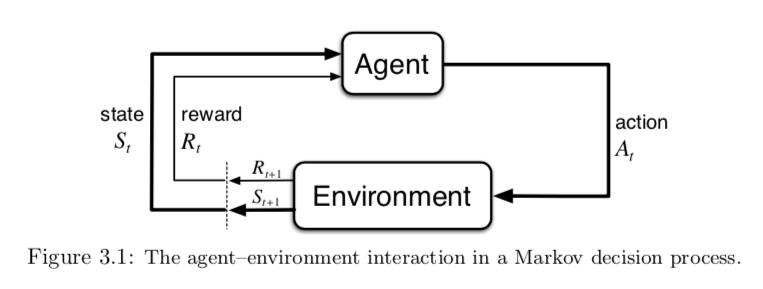 Agent
state
S_t
reward
R_t
action
A_t
R_{t+1}
S_{t+1}
Environment
Figure 3.1: The agent–environment interaction in a Markov decision process.